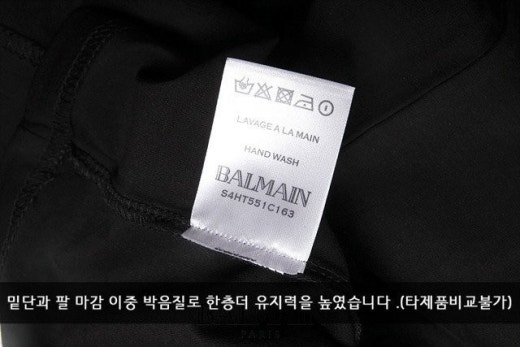 LAVAGE A LA MAIN
HAND WASH
BALMAIN
S4HT551C163
밑단과 팔 마감 이중 박음질로 한층더 유지력을 높였습니다 .(타제품비교불가)
PARIS